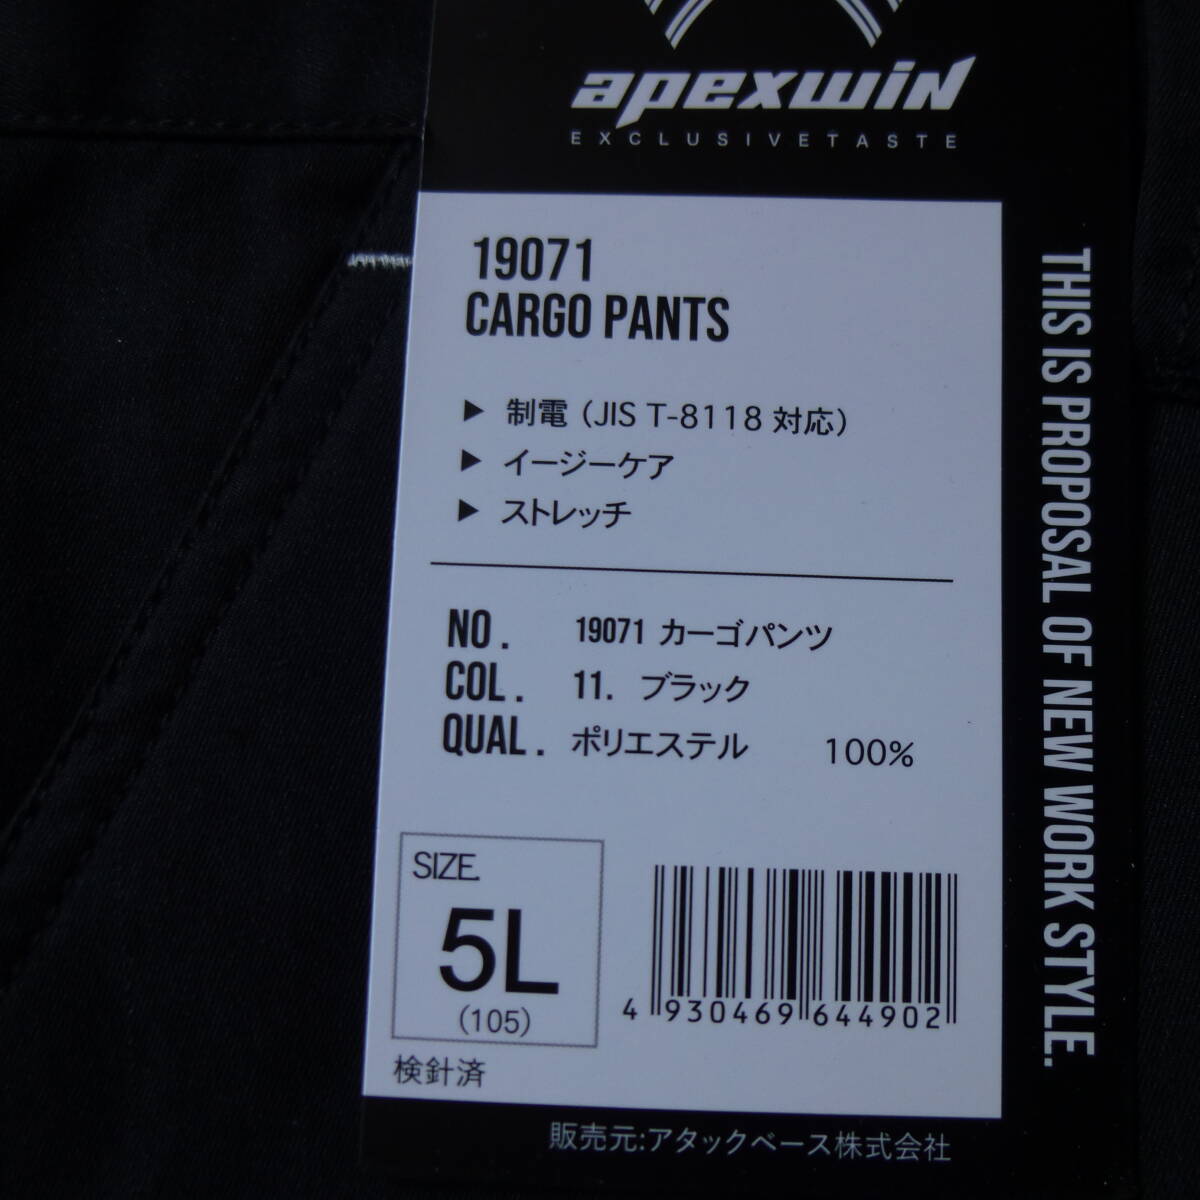 apexwin
EXCLUSIVETASTE
19071
CARGO PANTS
▶ 制電（JIS T-8118 対応）
▶ イージーケア
▶ ストレッチ
NO. 19071 カーゴパンツ
COL. 11. ブラック
QUAL. ポリエステル 100%
SIZE
5L
(105)
4 930469 644902
検針済
販売元:アタックベース株式会社
THIS IS PROPOSAL OF NEW WORK STYLE.